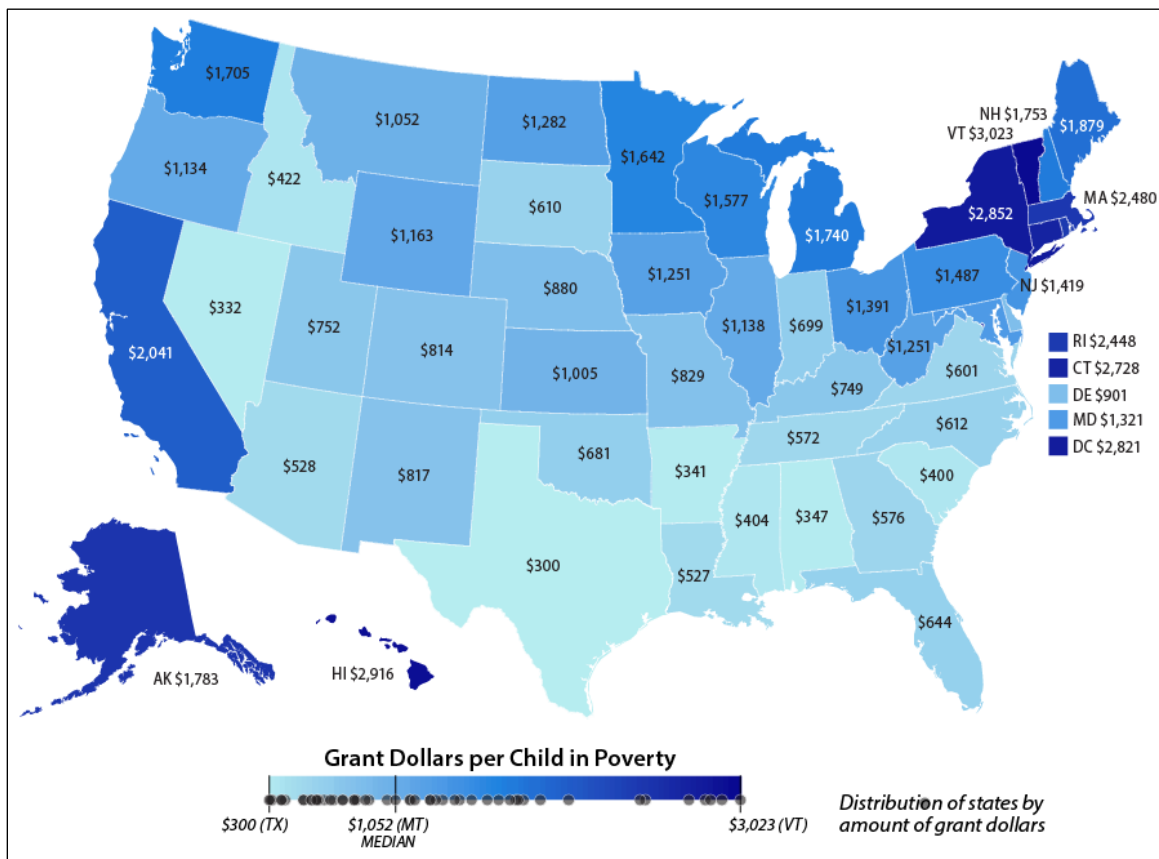 $1,705
NH $1,753
VT $3,023
$1,879
$1,052
$1,282
$1,642
$1,134
$422
$610
$1,577
MA $2,480
$1,163
$1,740
$2,852
$332
$880
$1,251
$1,487
NJ $1,419
$752
$814
$1,138
$699
$1,391
$1,251
$2,041
$1,005
$829
$749
$601
RI $2,448
CT $2,728
DE $901
MD $1,321
DC $2,821
$528
$817
$681
$341
$572
$612
$400
$404
$347
$576
$300
$527
$644
AK $1,783
HI $2,916
Grant Dollars per Child in Poverty
$300 (TX)
$1,052 (MT)
MEDIAN
$3,023 (VT)
Distribution of states by
amount of grant dollars